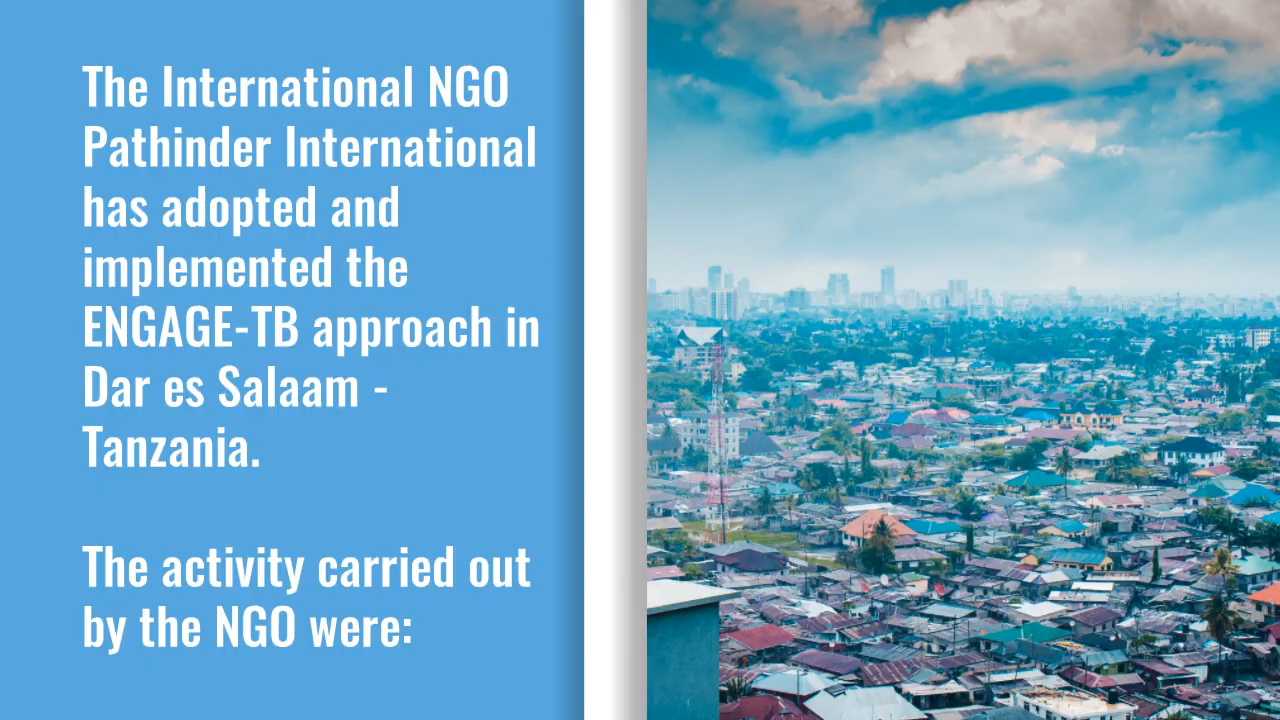 The International NGO
Pathinder International
has adopted and
implemented the
ENGAGE-TB approach in
Dar es Salaam -
Tanzania.
The activity carried out
by the NGO were: